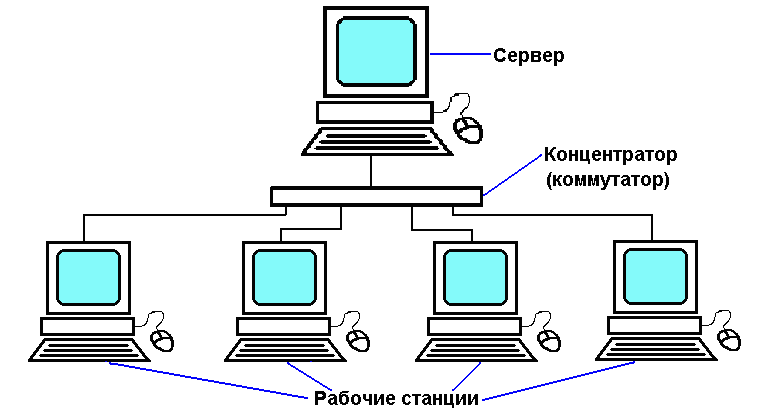 Сервер
Концентратор
(коммутатор)
Рабочие станции